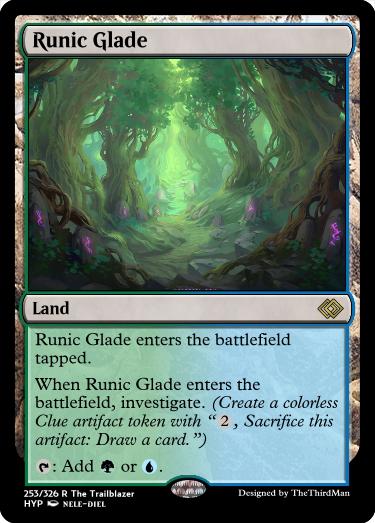 Runic Glade
Land
Runic Glade enters the battlefield
tapped.
When Runic Glade enters the
battlefield, investigate. (Create a
colorless
Clue artifact token with “ 2 , Sacrifice this
artifact: Draw a card.”)
: Add or .
253/326 R The Trailblazer
HYP NELE-DIEL
Designed by TheThirdMan